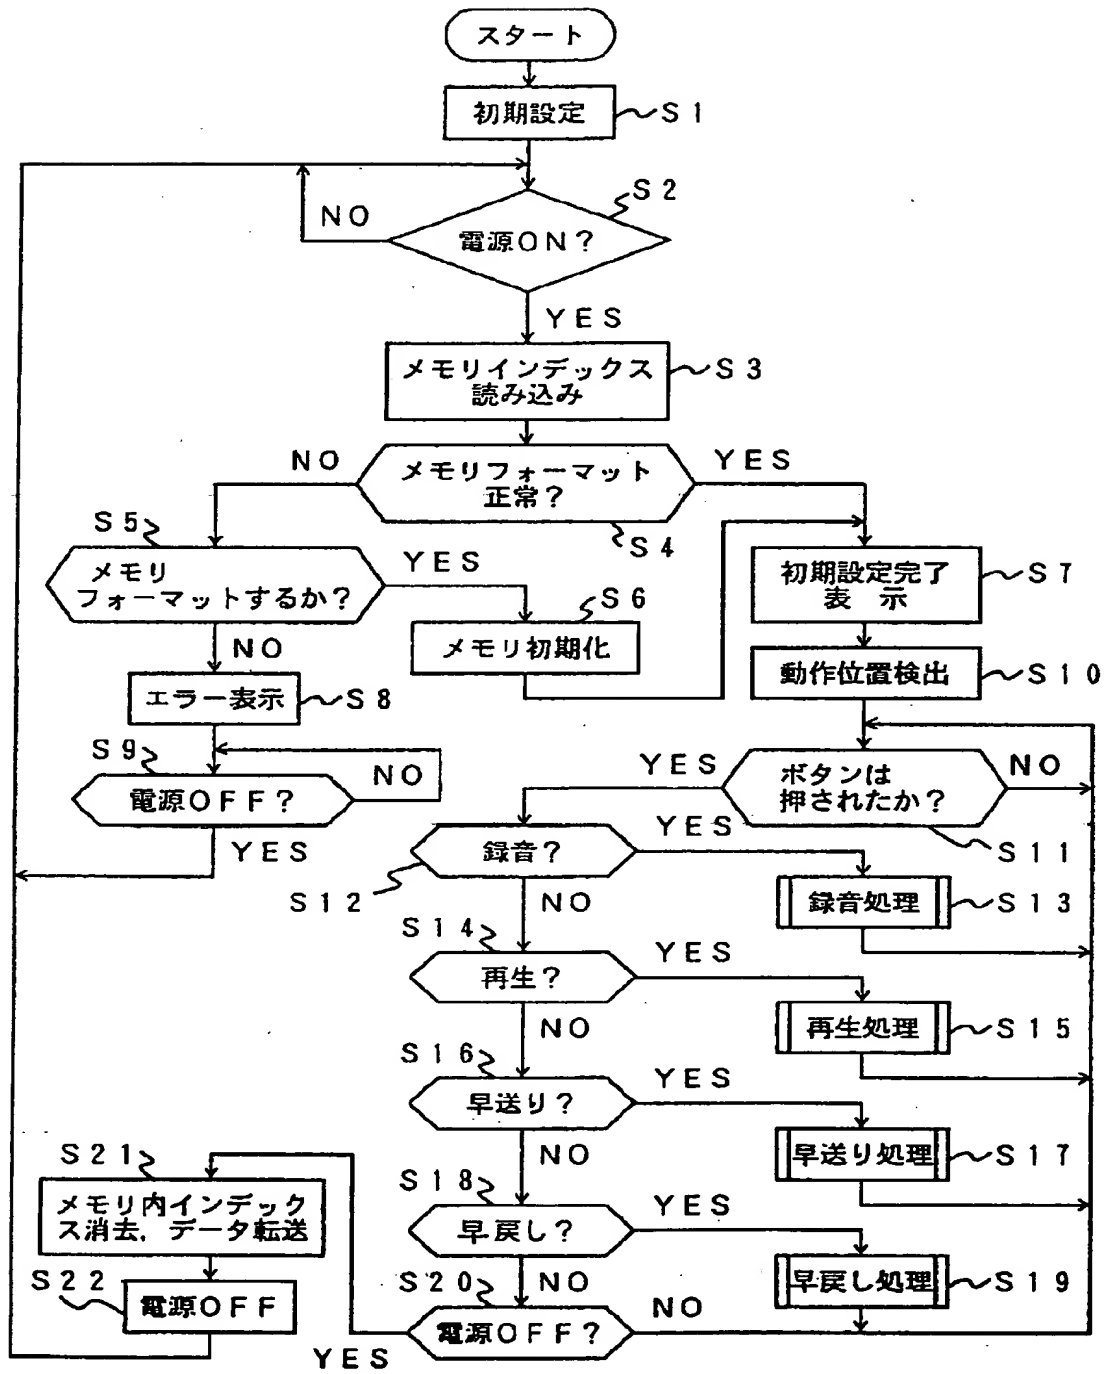 スタート
初期設定
S1
S2
NO
電源ON?
YES
メモリインデックス
読み込み
S3
NO
メモリフォーマット
正常?
YES
S4
S5
メモリ
フォーマットするか?
YES
S6
メモリ初期化
初期設定完了
表 示
S7
NO
エラー表示
S8
動作位置検出
S10
S9
電源OFF?
NO
YES
YES
ボタンは
押されたか?
NO
S11
録音?
YES
S12
NO
録音処理
S13
S14
再生?
YES
NO
再生処理
S15
S16
早送り?
YES
NO
早送り処理
S17
S18
早戻し?
YES
NO
早戻し処理
S19
S20
電源OFF?
NO
YES
S21
メモリ内インデック
ス消去,データ転送
S22
電源OFF